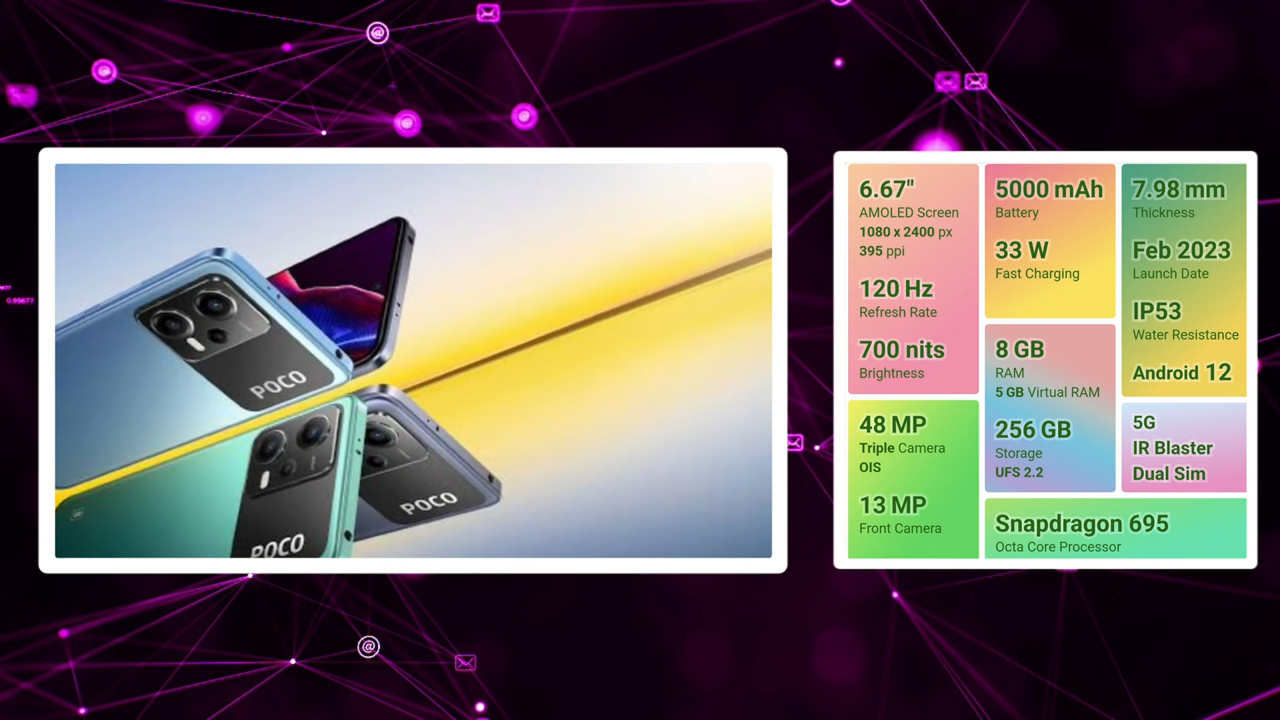 POCO
POCO
POCO
6.67"
AMOLED Screen
1080 x 2400 px
395 ppi
120 Hz
Refresh Rate
700 nits
Brightness
48 MP
Triple Camera
OIS
13 MP
Front Camera
5000 mAh
Battery
33 W
Fast Charging
8 GB
RAM
5 GB Virtual RAM
256 GB
Storage
UFS 2.2
7.98 mm
Thickness
Feb 2023
Launch Date
IP53
Water Resistance
Android 12
5G
IR Blaster
Dual Sim
Snapdragon 695
Octa Core Processor